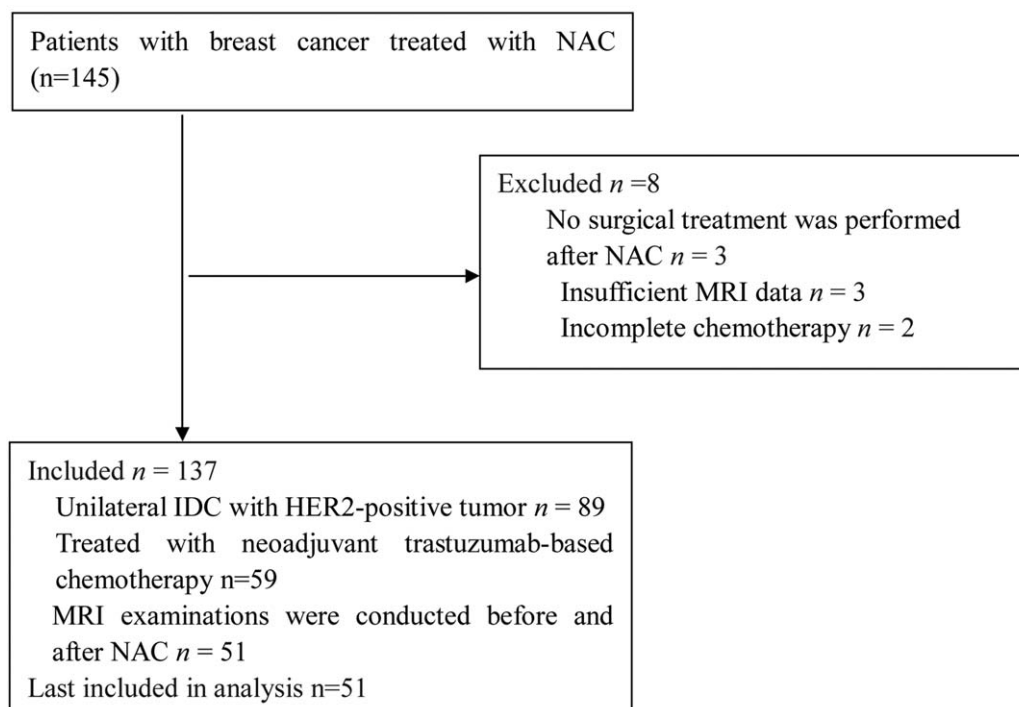 Patients with breast cancer treated with NAC
(n=145)
Excluded n =8
No surgical treatment was performed
after NAC n = 3
Insufficient MRI data n = 3
Incomplete chemotherapy n = 2
Included n = 137
Unilateral IDC with HER2-positive tumor n = 89
Treated with neoadjuvant trastuzumab-based
chemotherapy n=59
MRI examinations were conducted before and
after NAC n = 51
Last included in analysis n=51